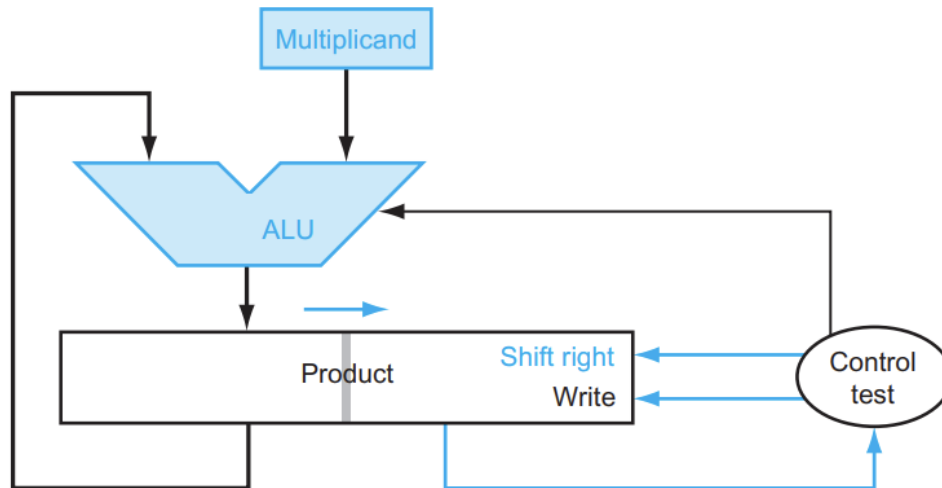 Multiplicand
ALU
Product
Shift right
Write
Control
test